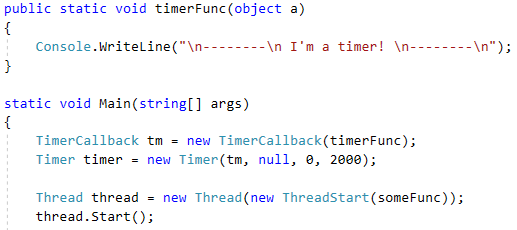 public static void timerFunc(object a)
{
    Console.WriteLine("\n--------\n I'm a timer! \n--------\n");
}

static void Main(string[] args)
{
    TimerCallback tm = new TimerCallback(timerFunc);
    Timer timer = new Timer(tm, null, 0, 2000);

    Thread thread = new Thread(new ThreadStart(someFunc));
    thread.Start();